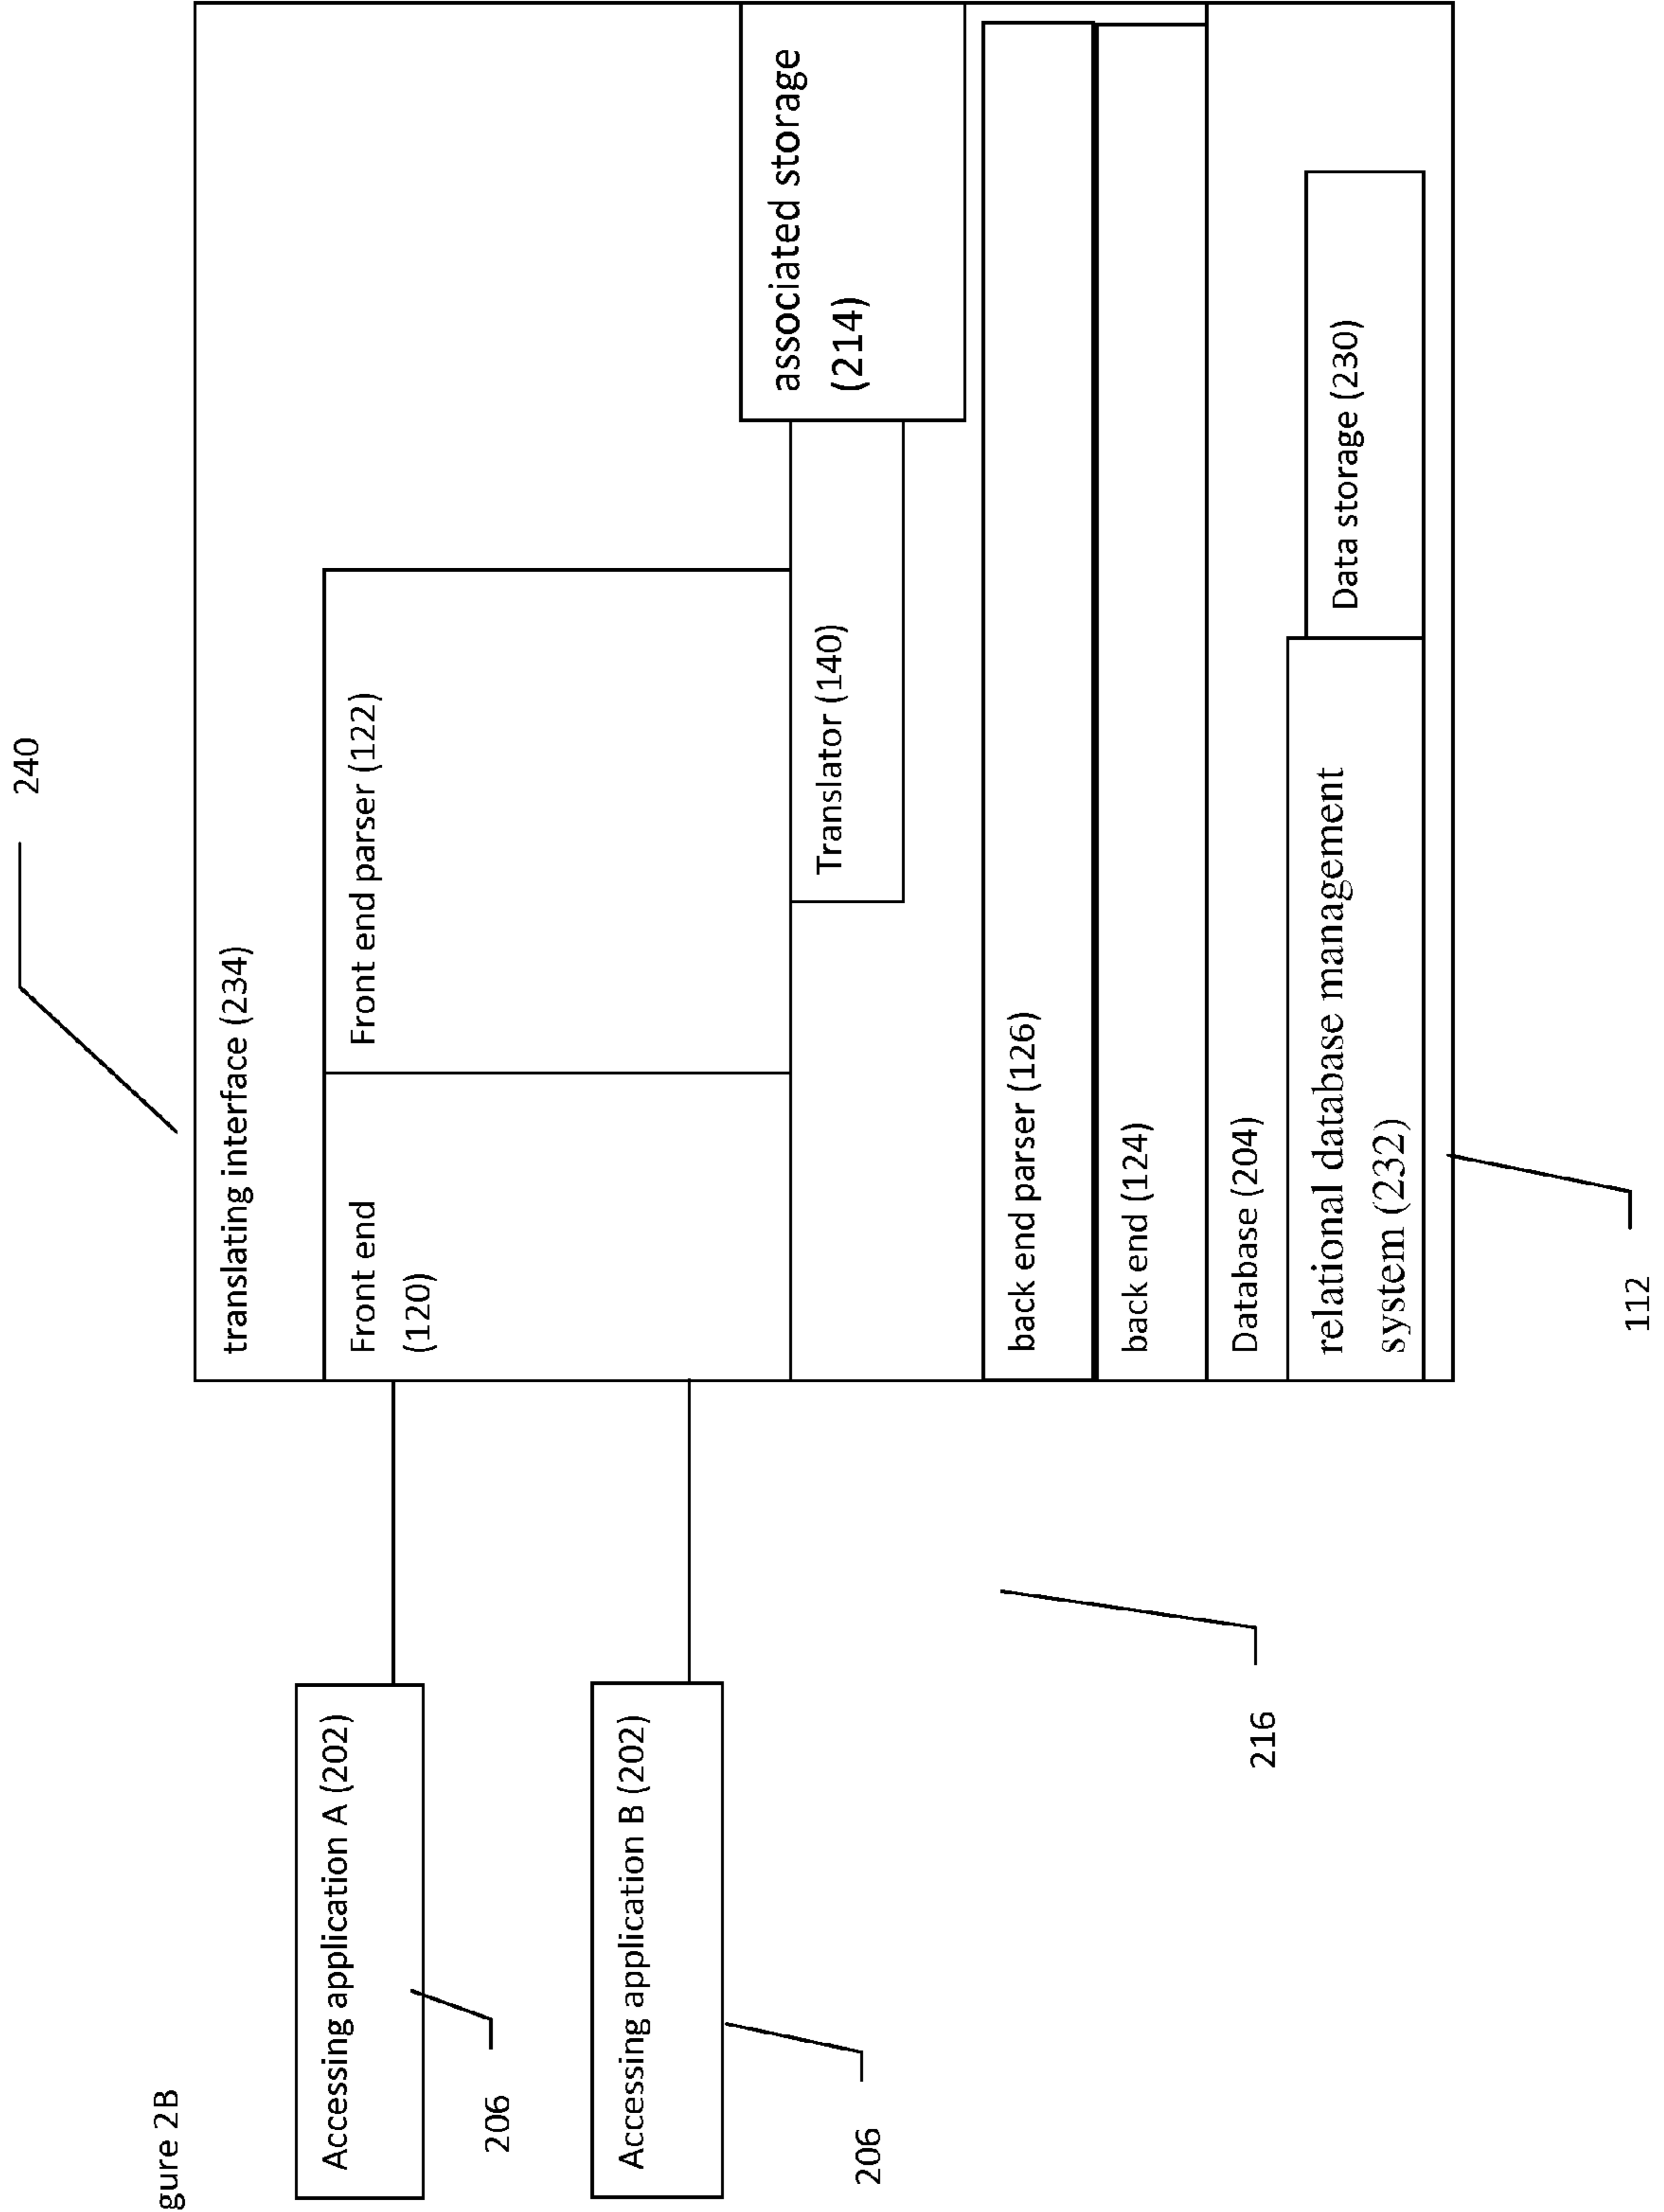 gure 2B
240
translating interface (234)
Accessing application A (202)
206
Front end
(120)
Front end parser (122)
Accessing application B (202)
206
Translator (140)
associated storage
(214)
216
back end parser (126)
back end (124)
Database (204)
relational database management
system (232)
Data storage (230)
112